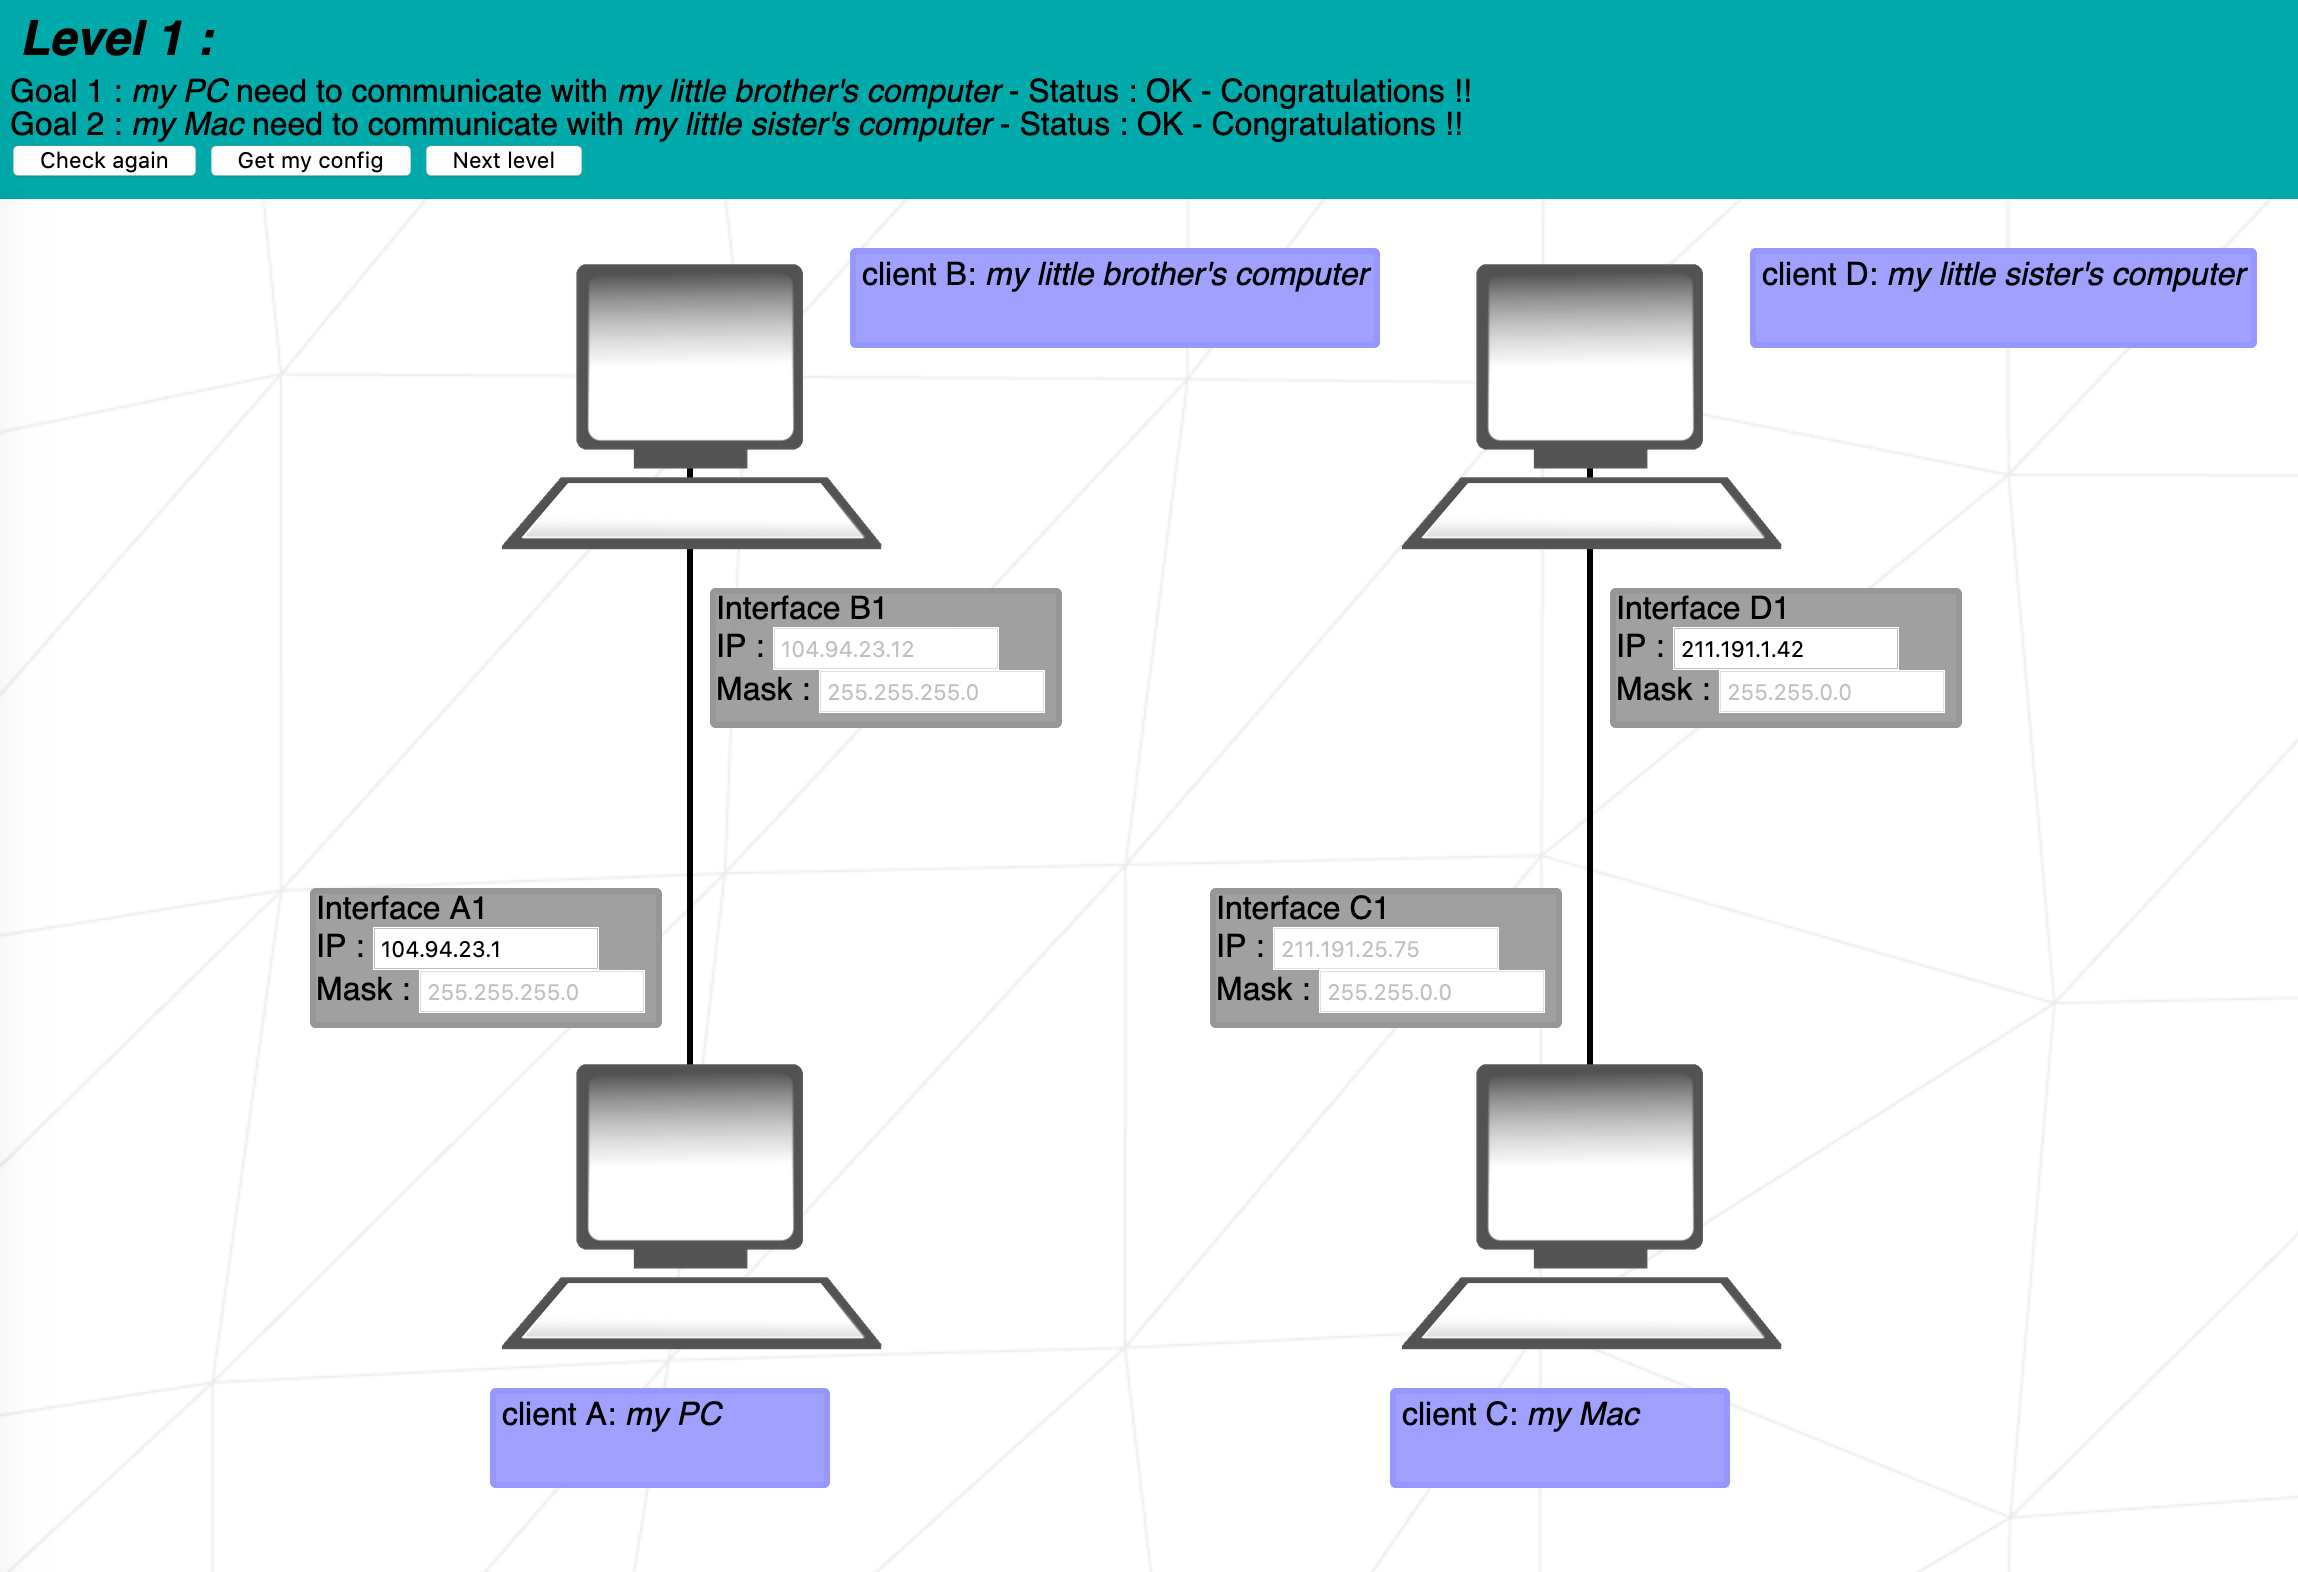 Level 1 :
Goal 1 : my PC need to communicate with my little brother's computer - Status : OK - Congratulations !!
Goal 2 : my Mac need to communicate with my little sister's computer - Status : OK - Congratulations !!
Check again Get my config Next level
client B: my little brother's computer
client D: my little sister's computer
Interface B1
IP : 104.94.23.12
Mask : 255.255.255.0
Interface D1
IP : 211.191.1.42
Mask : 255.255.0.0
Interface A1
IP : 104.94.23.1
Mask : 255.255.255.0
Interface C1
IP : 211.191.25.75
Mask : 255.255.0.0
client A: my PC
client C: my Mac